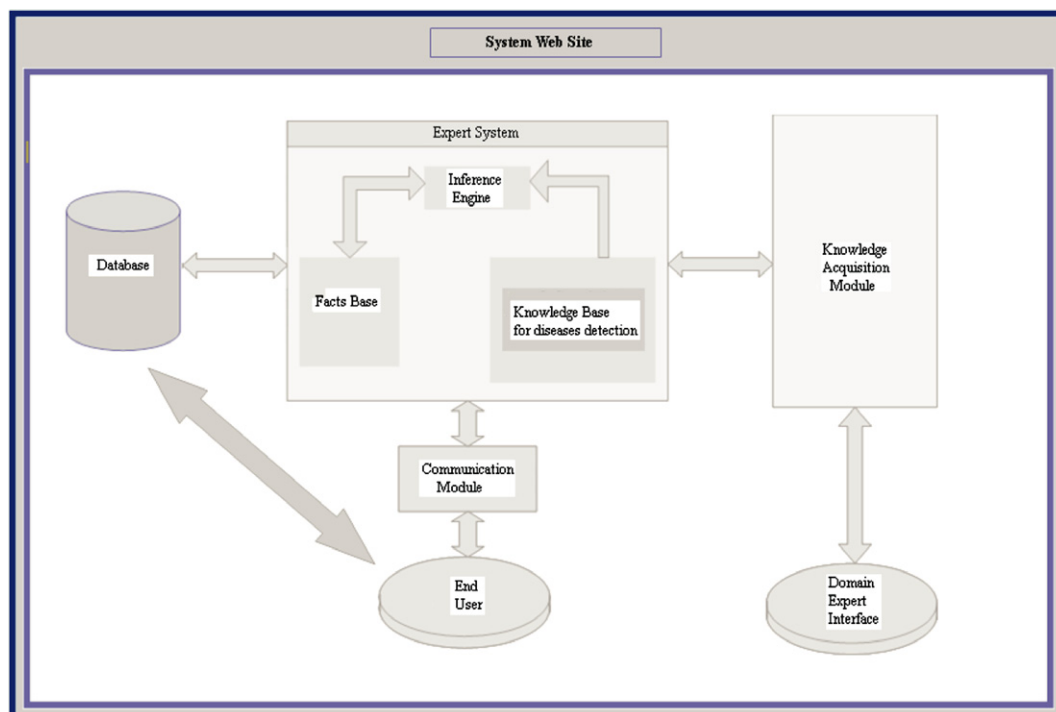 System Web Site
Expert System
Inference
Engine
Database
Facts Base
Knowledge Base
for diseases detection
Knowledge
Acquisition
Module
Communication
Module
End
User
Domain
Expert
Interface